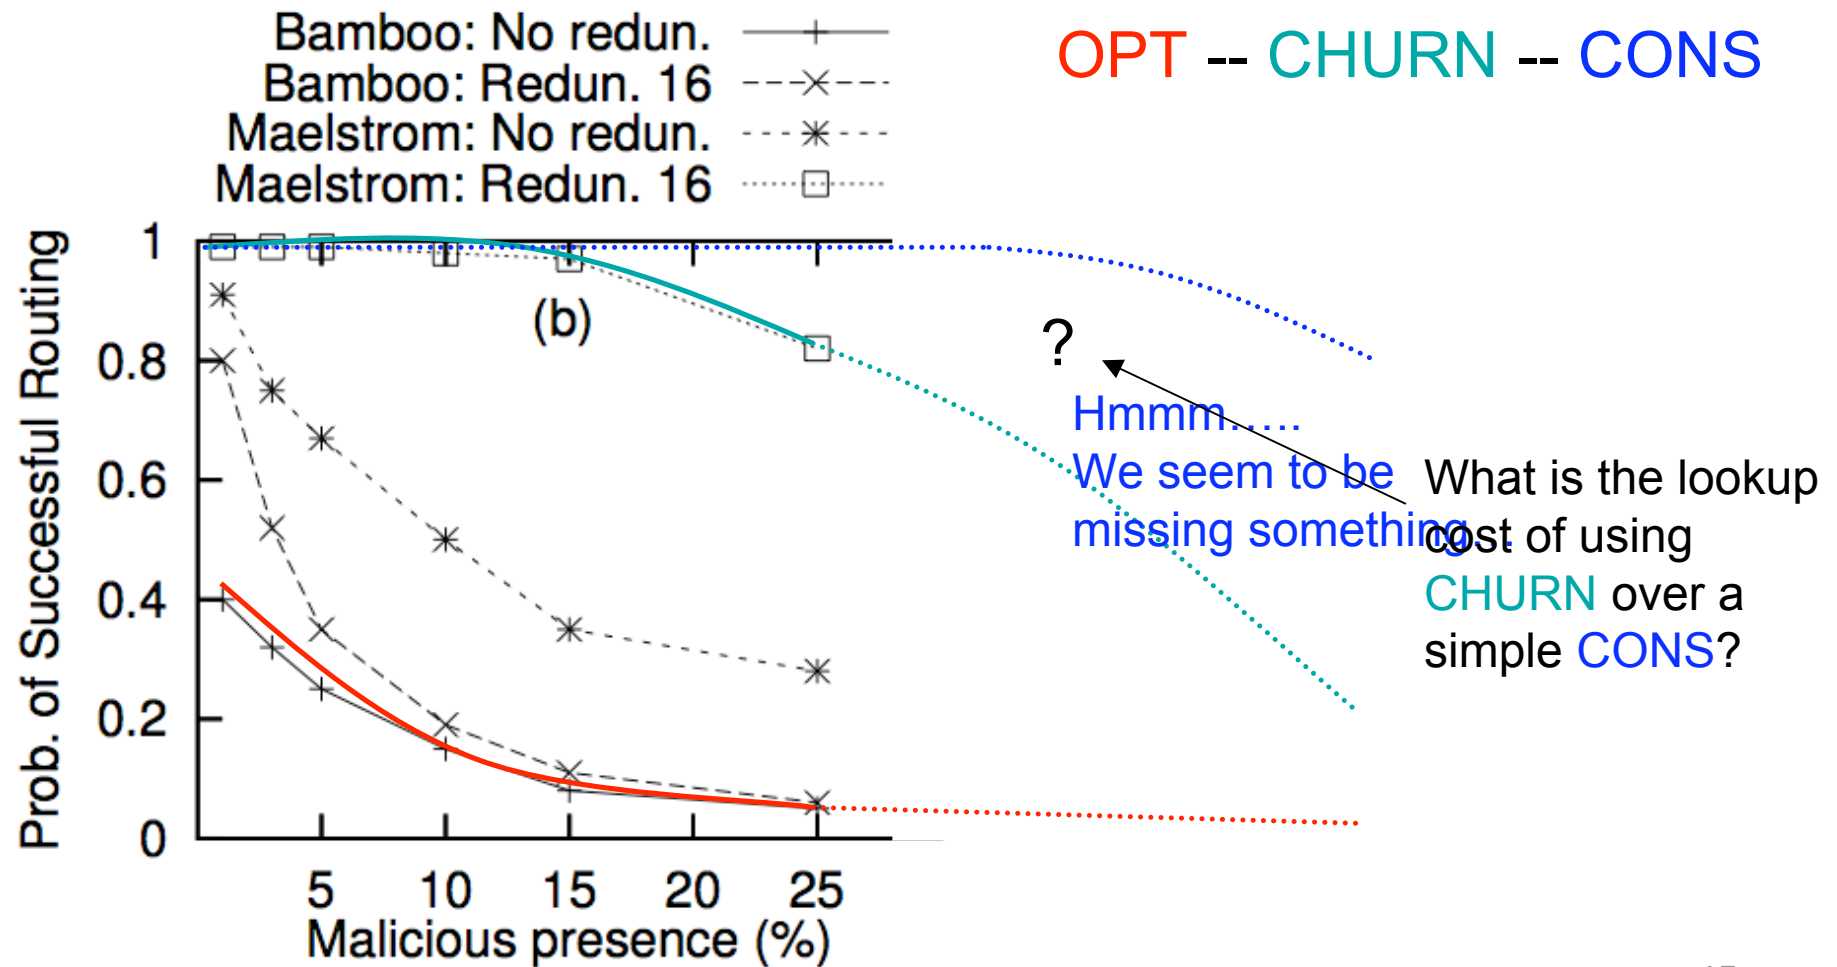 Bamboo: No redun.
Bamboo: Redun. 16
Maelstrom: No redun.
Maelstrom: Redun. 16
OPT -- CHURN -- CONS
Prob. of Successful Routing
1
0.8
0.6
0.4
0.2
0
(b)
?
Hmmm.....
We seem to be
missing something...
What is the lookup
cost of using
CHURN over a
simple CONS?
5 10 15 20 25
Malicious presence (%)